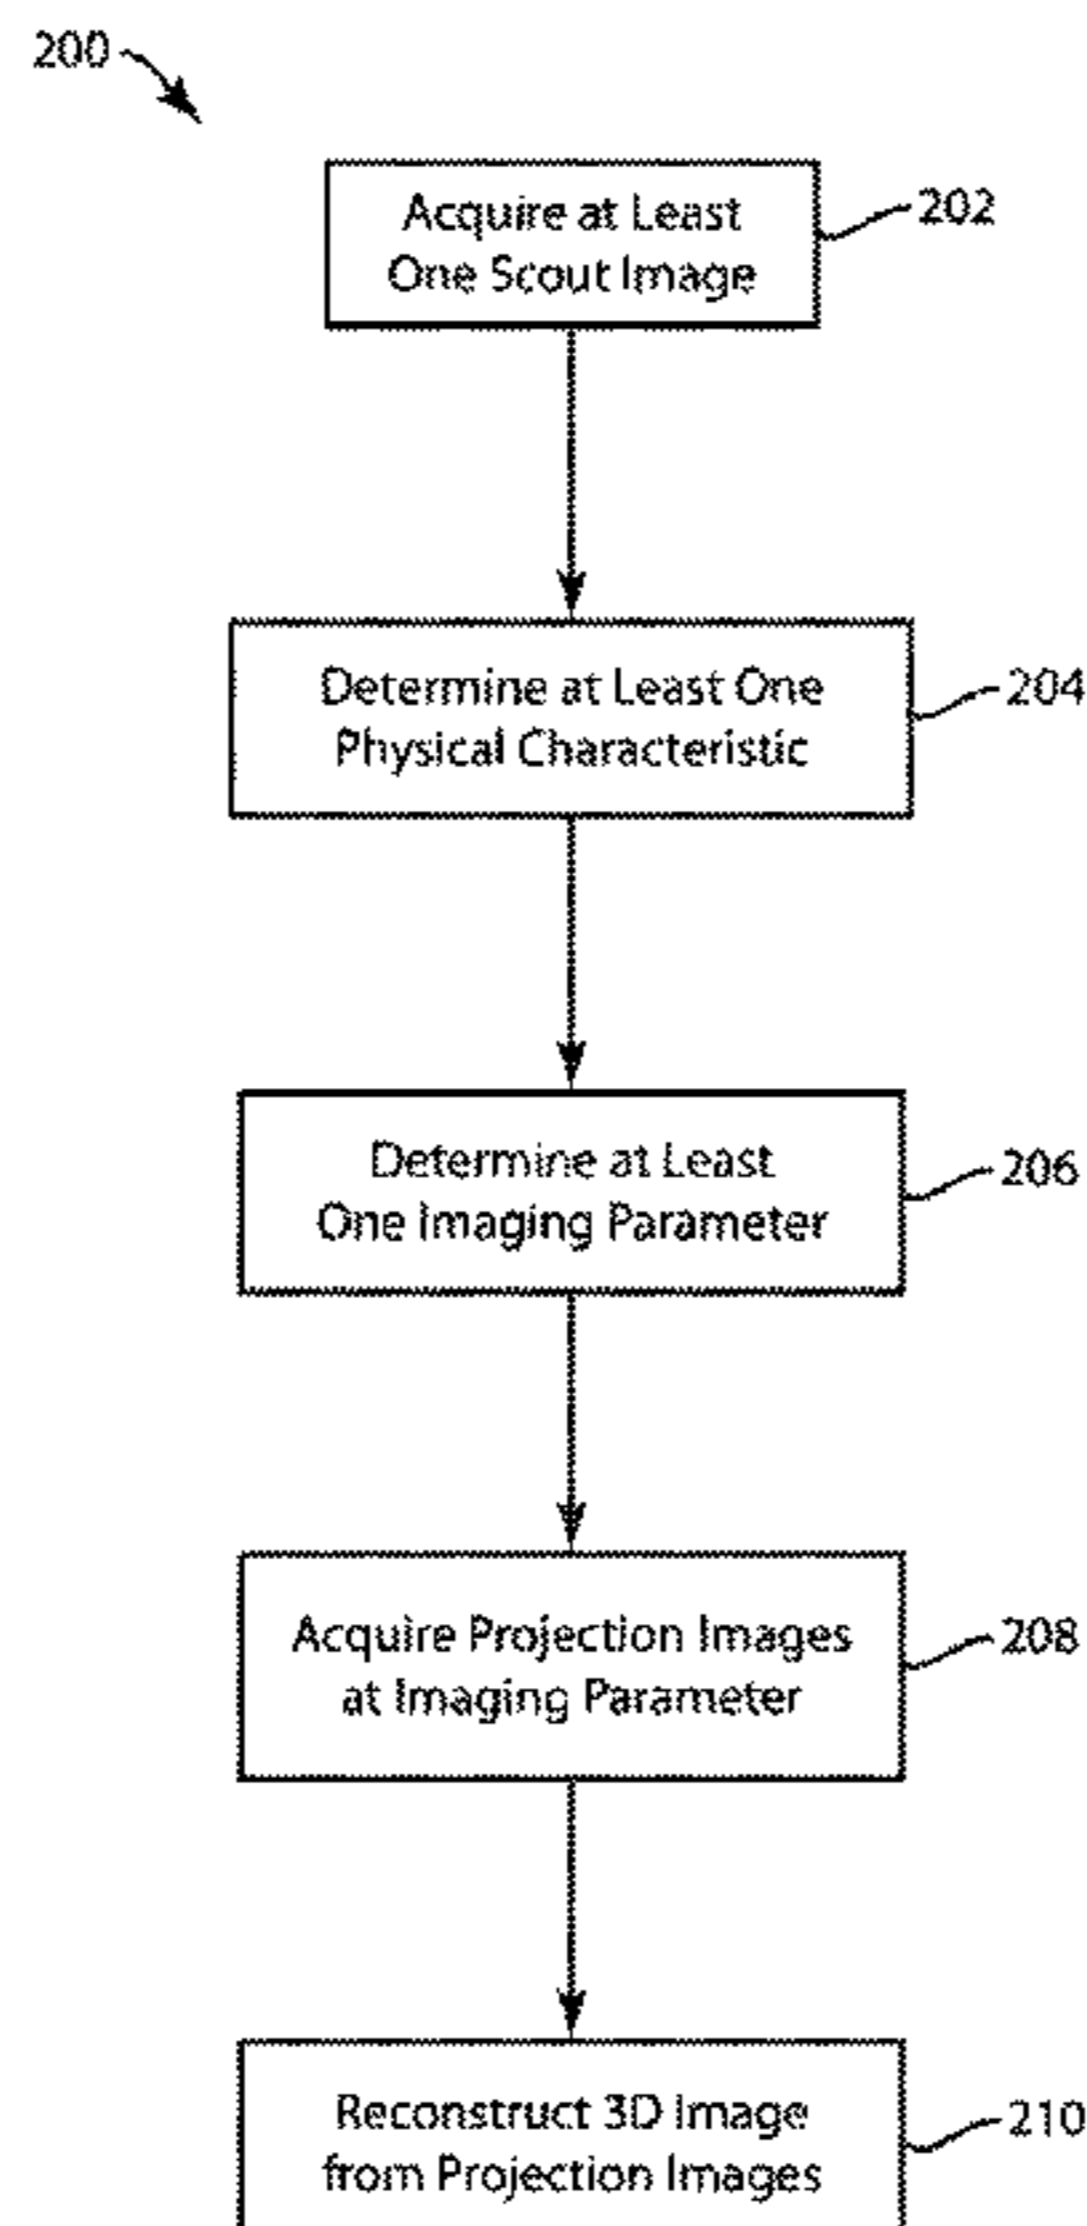 200
Acquire at Least
One Scout Image
202
Determine at Least One
Physical Characteristic
204
Determine at Least
One Imaging Parameter
206
Acquire Projection Images
at Imaging Parameter
208
Reconstruct 3D Image
from Projection Images
210